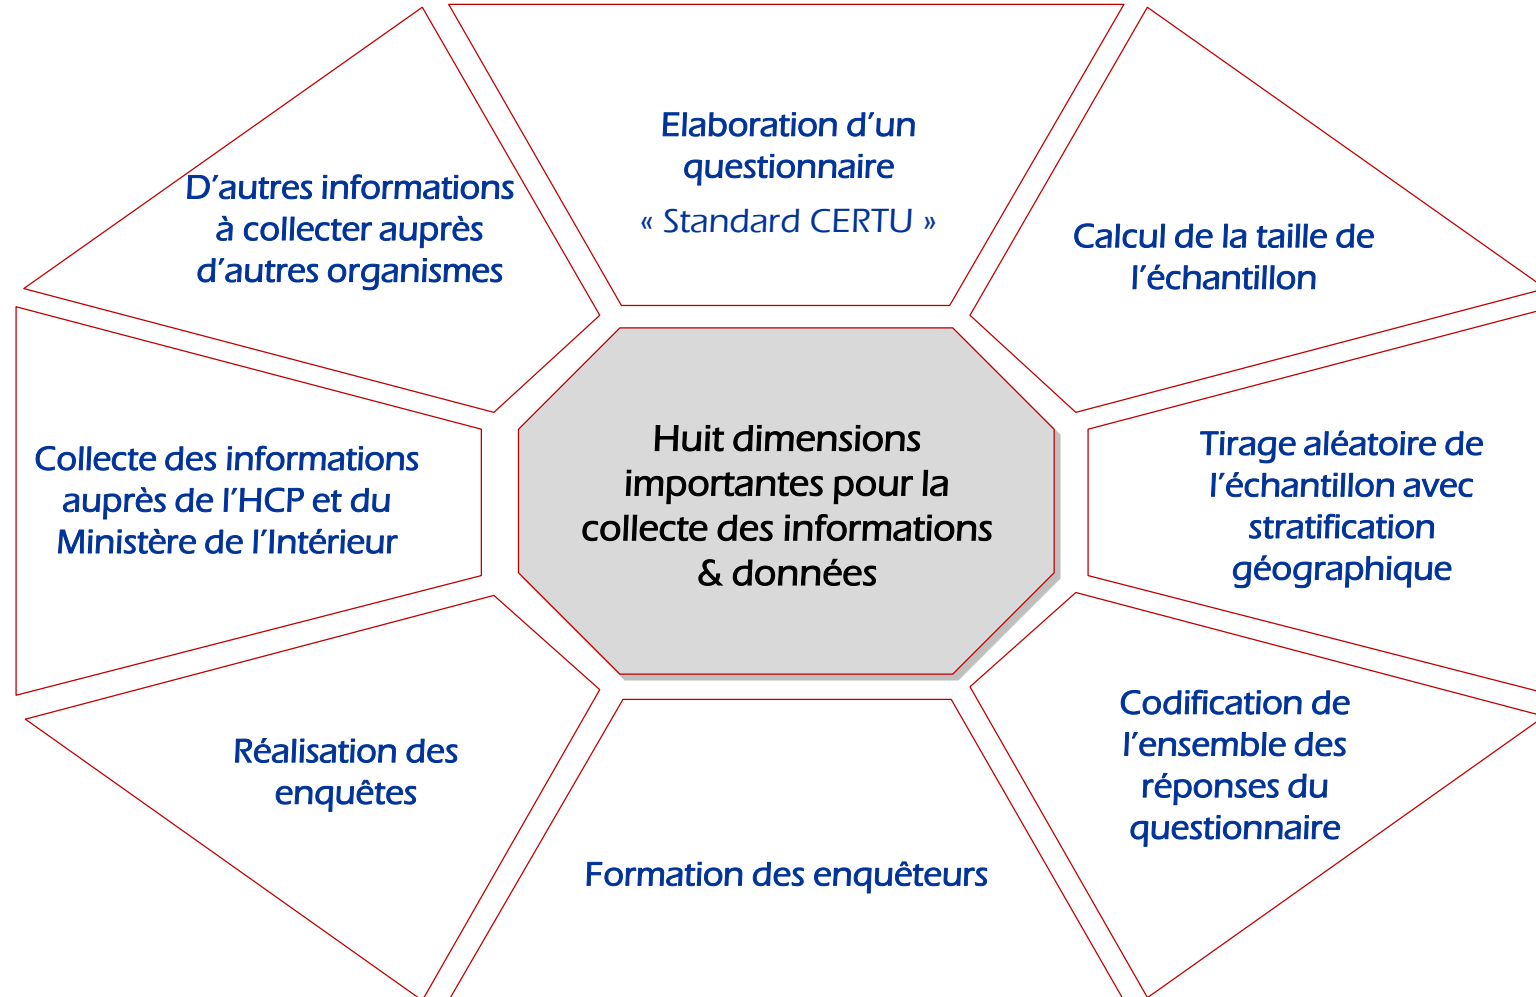 Elaboration d’un
questionnaire
« Standard CERTU »
D’autres informations
à collecter auprès
d’autres organismes
Calcul de la taille de
l’échantillon
Collecte des informations
auprès de l’HCP et du
Ministère de l’Intérieur
Huit dimensions
importantes pour la
collecte des informations
& données
Tirage aléatoire de
l’échantillon avec
stratification
géographique
Réalisation des
enquêtes
Codification de
l’ensemble des
réponses du
questionnaire
Formation des enquêteurs